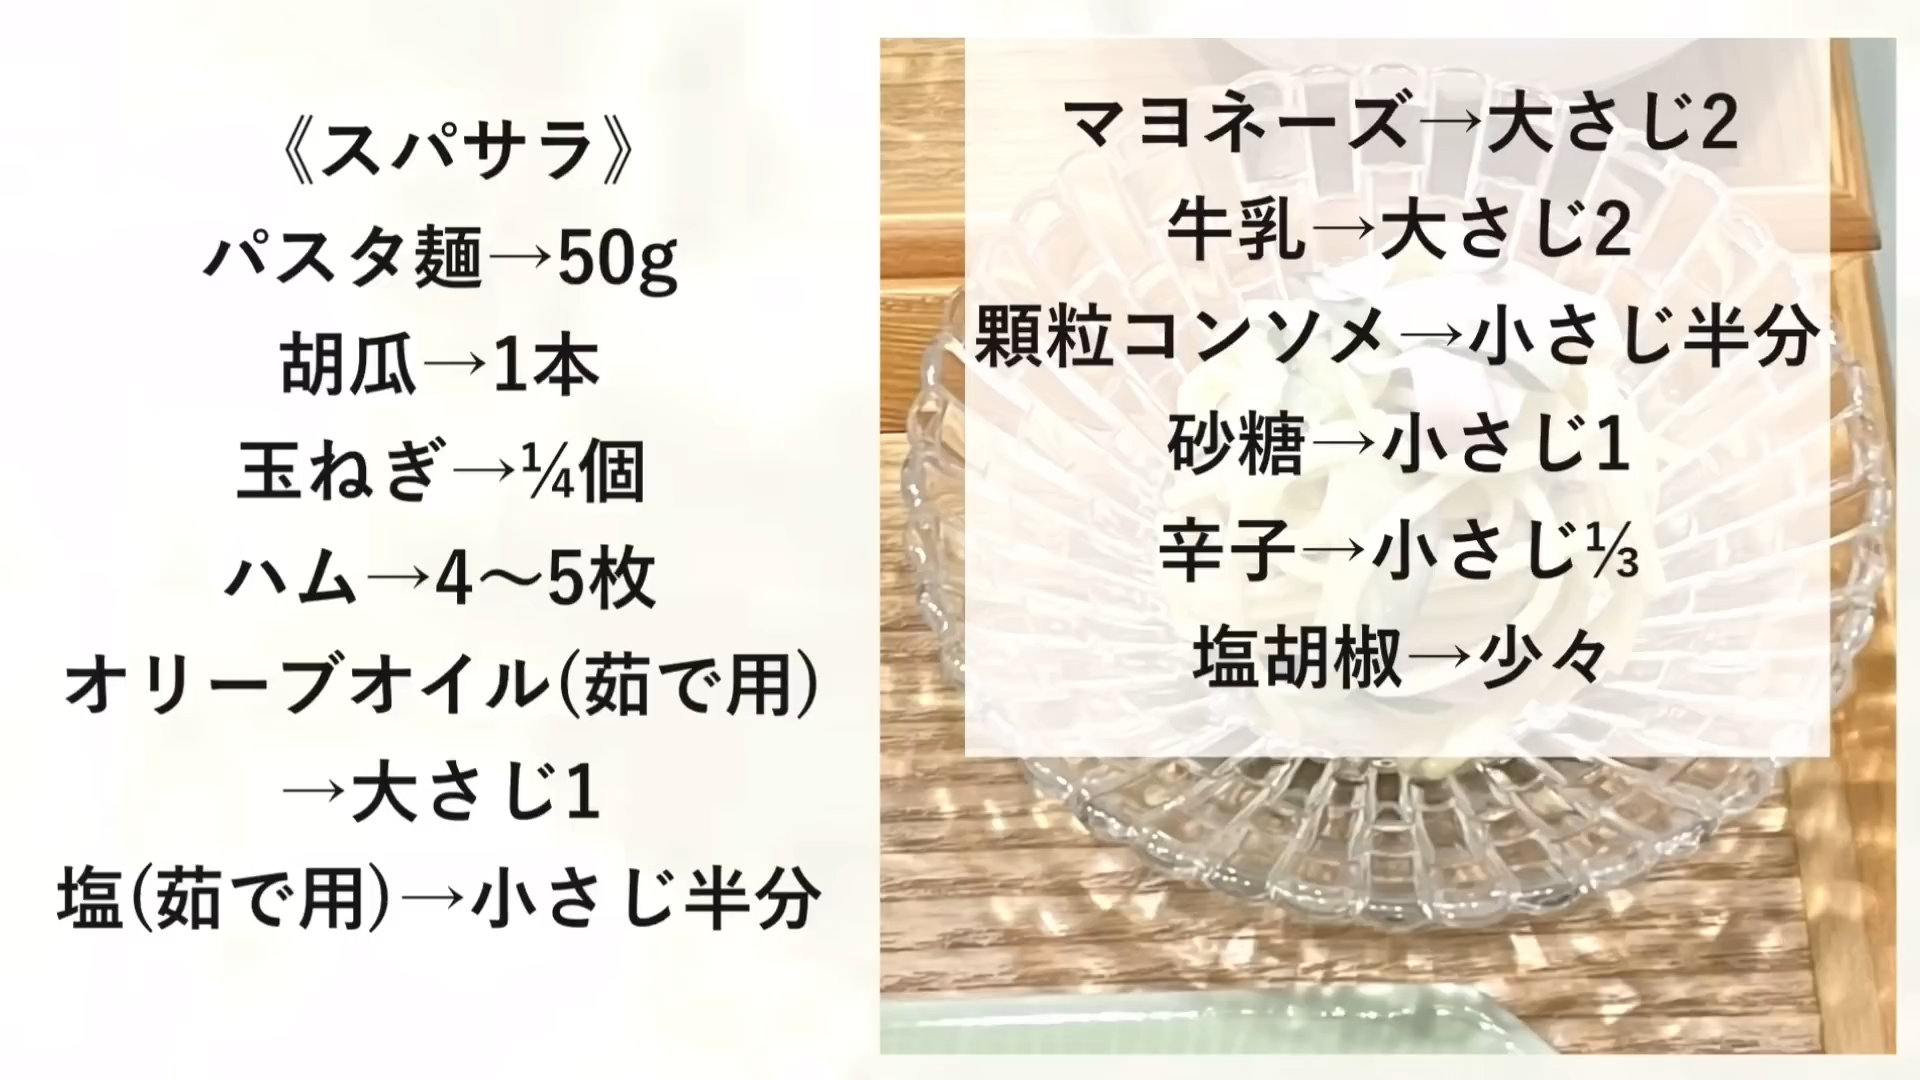 《スパサラ》
パスタ麺→50g
胡瓜→1本
玉ねぎ→¼個
ハム→4〜5枚
オリーブオイル(茹で用)
→大さじ1
塩(茹で用)→小さじ半分
マヨネーズ→大さじ2
牛乳→大さじ2
顆粒コンソメ→小さじ半分
砂糖→小さじ1
辛子→小さじ⅓
塩胡椒→少々